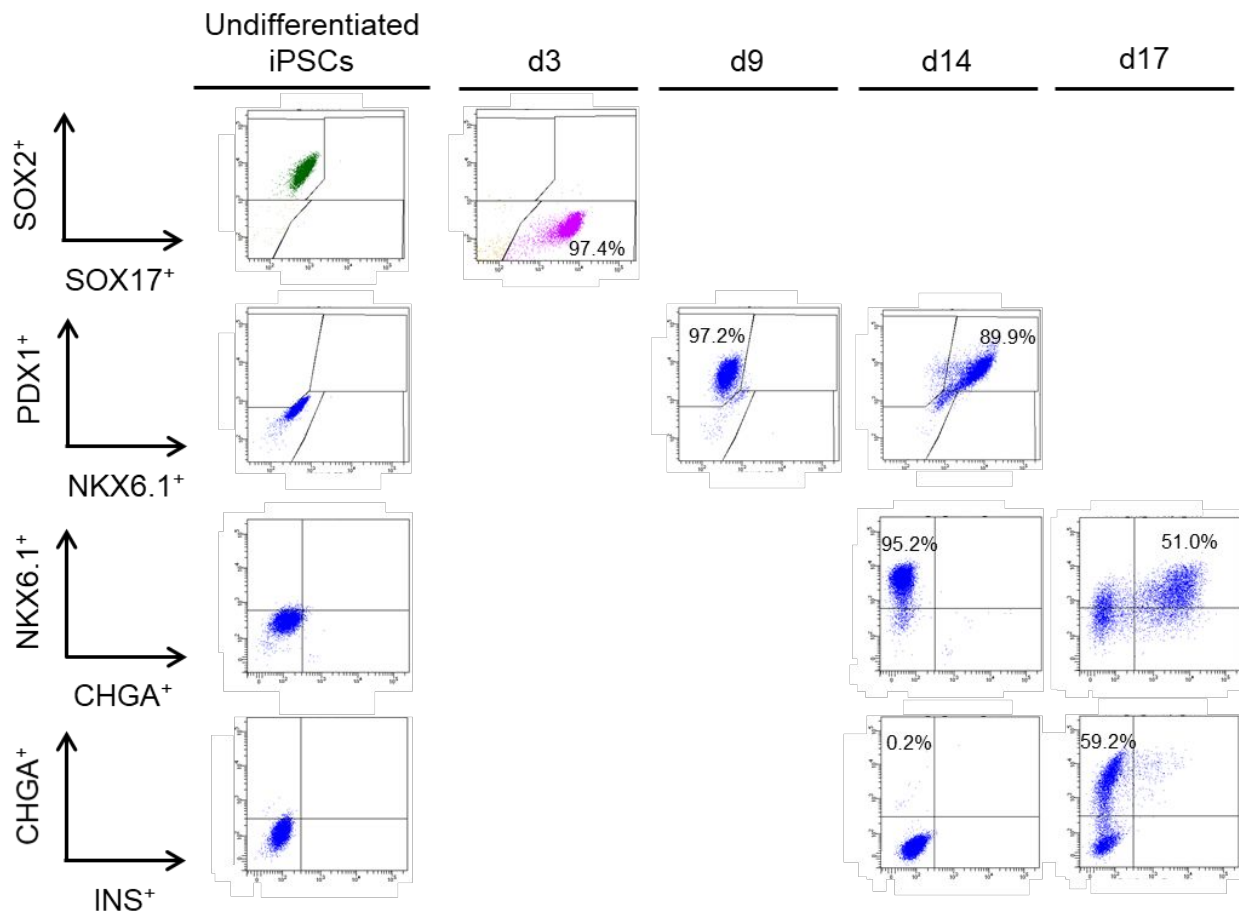 Undifferentiated
iPSCs
d3
d9
d14
d17
SOX2⁺
SOX17⁺
97.4%
PDX1⁺
NKX6.1⁺
97.2%
89.9%
NKX6.1⁺
CHGA⁺
95.2%
51.0%
CHGA⁺
INS⁺
0.2%
59.2%